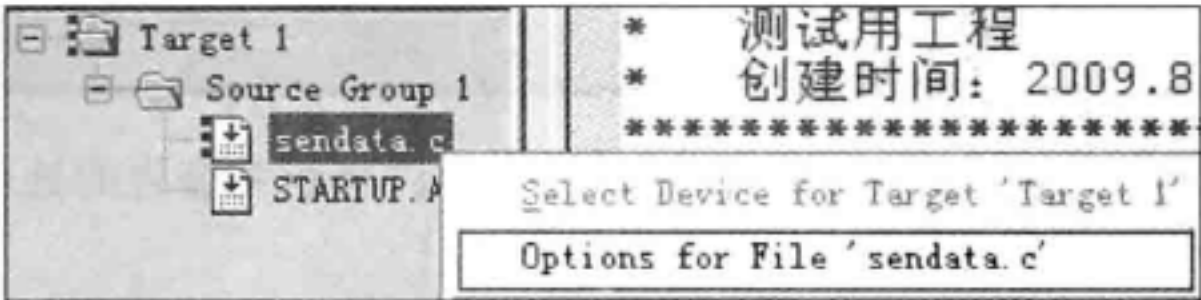 Target 1
Source Group 1
sendata.c
STARTUP.A
* 测试用工程
* 创建时间: 2009.8
********************
Select Device for Target 'Target 1'
Options for File 'sendata.c'